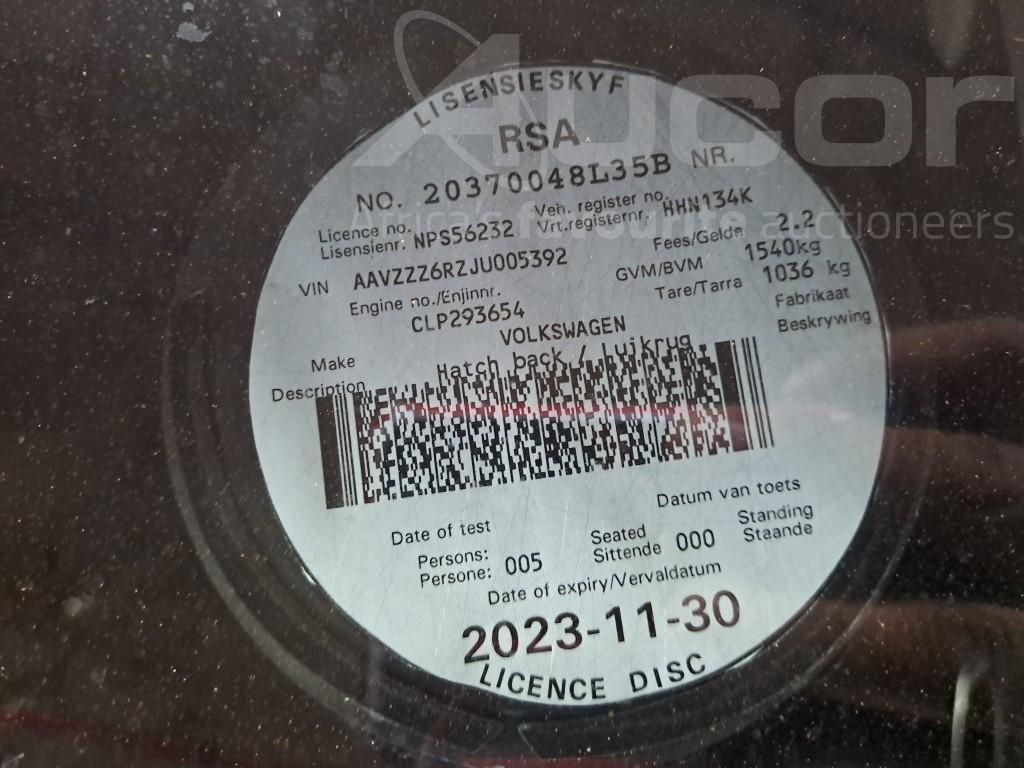 Aucor
Africa's favourite auctioneers
LISENSIESKYF
RSA
NO. 20370048L35B NR.
Licence no. Veh. register no.
Lisensienr. NPS56232 Vrt.registernr. HHN134K
VIN AAVZZZ6RZJU005392 Fees/Gelde 2.2
Engine no./Enjinnr. GVM/BVM 1540kg
CLP293654 Tare/Tarra 1036 kg
Make VOLKSWAGEN Fabrikaat
Description Hatch back / Luikrug Beskrywing
Date of test Datum van toets
Persons: Seated Standing
Persone: 005 Sittende 000 Staande
Date of expiry/Vervaldatum
2023-11-30
LICENCE DISC